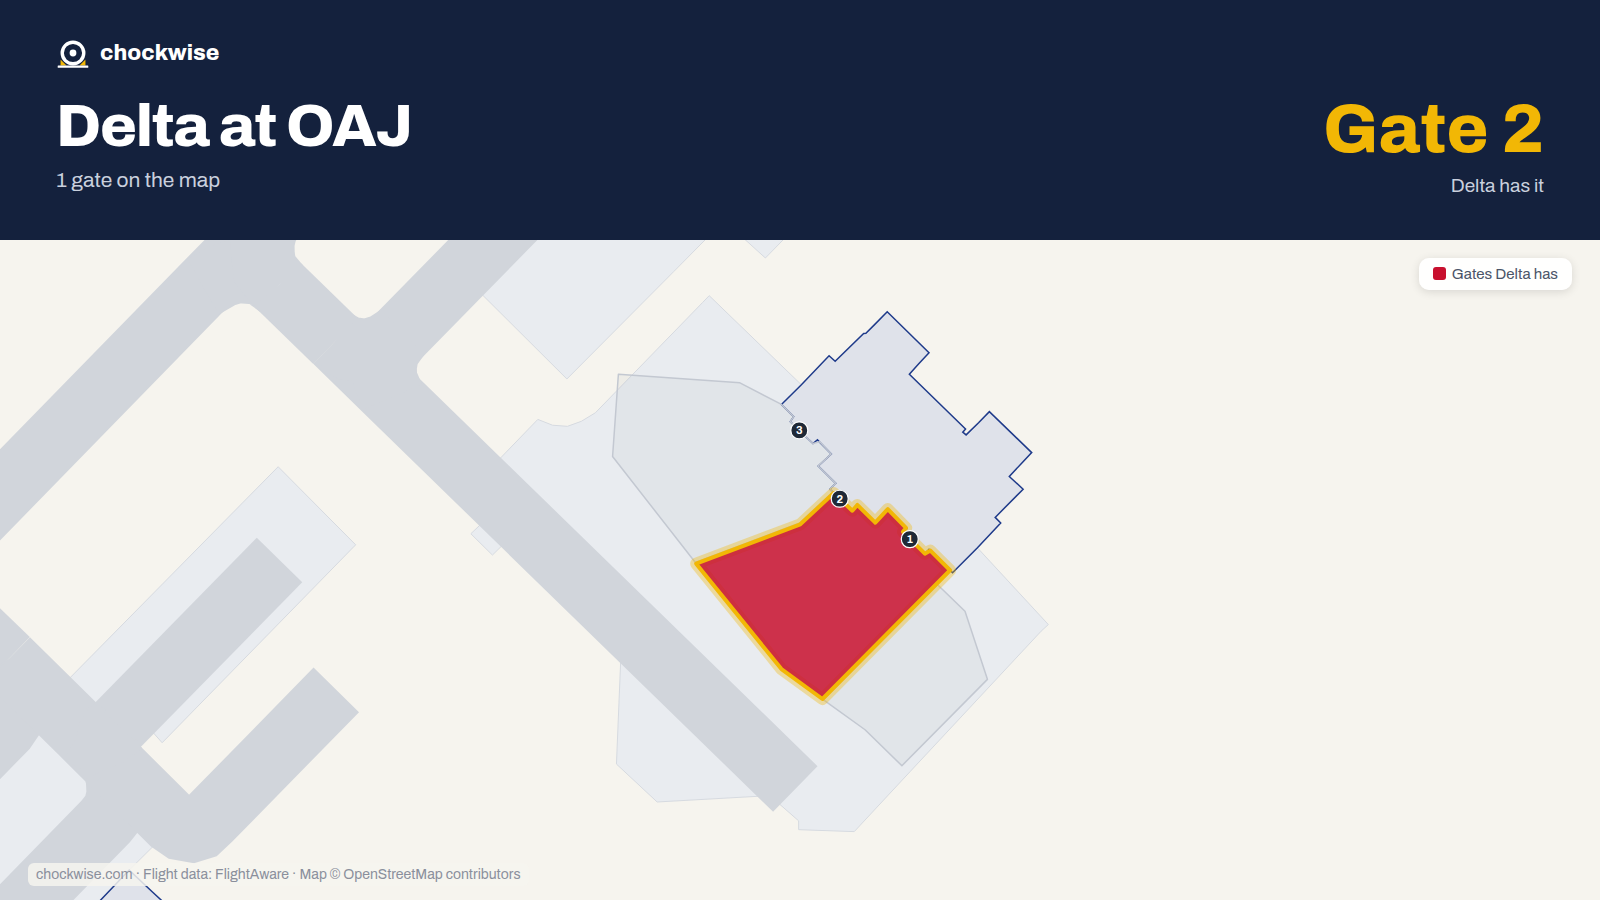 chockwise
Delta at OAJ
1 gate on the map
Gate 2
Delta has it
Gates Delta has
3
2
1
chockwise.com · Flight data: FlightAware · Map © OpenStreetMap contributors